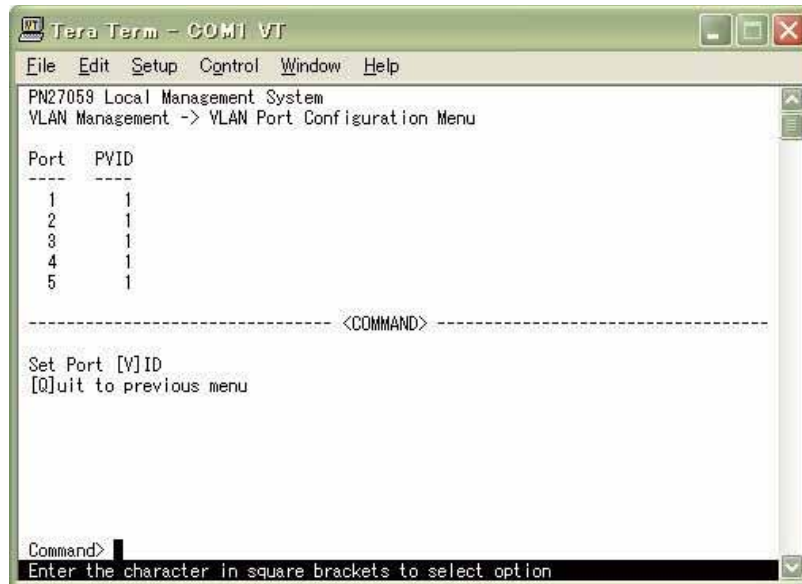 Tera Term - COM1 VT
File Edit Setup Control Window Help
PN27059 Local Management System
VLAN Management -> VLAN Port Configuration Menu
Port PVID
---- ----
1 1
2 1
3 1
4 1
5 1
-------------------------------- <COMMAND> -----------------------------------
Set Port [V]ID
[Q]uit to previous menu
Command>
Enter the character in square brackets to select option